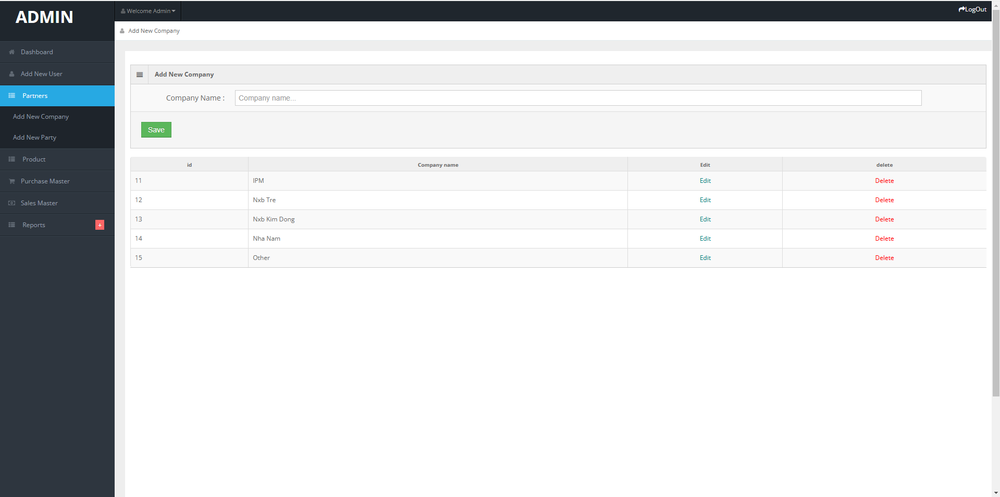 ADMIN
Welcome Admin
LogOut
Add New Company
Dashboard
Add New User
Partners
Add New Company
Add New Party
Product
Purchase Master
Sales Master
Reports +
Add New Company
Company Name : Company name...
Save
id Company name Edit delete
11 IPM Edit Delete
12 Nxb Tre Edit Delete
13 Nxb Kim Dong Edit Delete
14 Nha Nam Edit Delete
15 Other Edit Delete